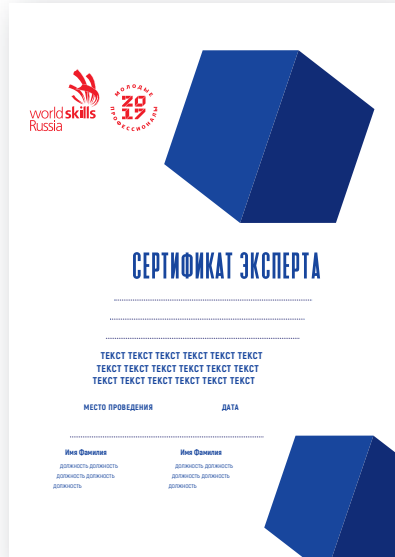 worldskills
Russia
МОЛОДЫЕ
2017
ПРОФЕССИОНАЛЫ
СЕРТИФИКАТ ЭКСПЕРТА
ТЕКСТ ТЕКСТ ТЕКСТ ТЕКСТ ТЕКСТ ТЕКСТ
ТЕКСТ ТЕКСТ ТЕКСТ ТЕКСТ ТЕКСТ ТЕКСТ
ТЕКСТ ТЕКСТ ТЕКСТ ТЕКСТ ТЕКСТ ТЕКСТ
МЕСТО ПРОВЕДЕНИЯ ДАТА
Имя Фамилия Имя Фамилия
должность должность должность должность
должность должность должность должность
должность должность